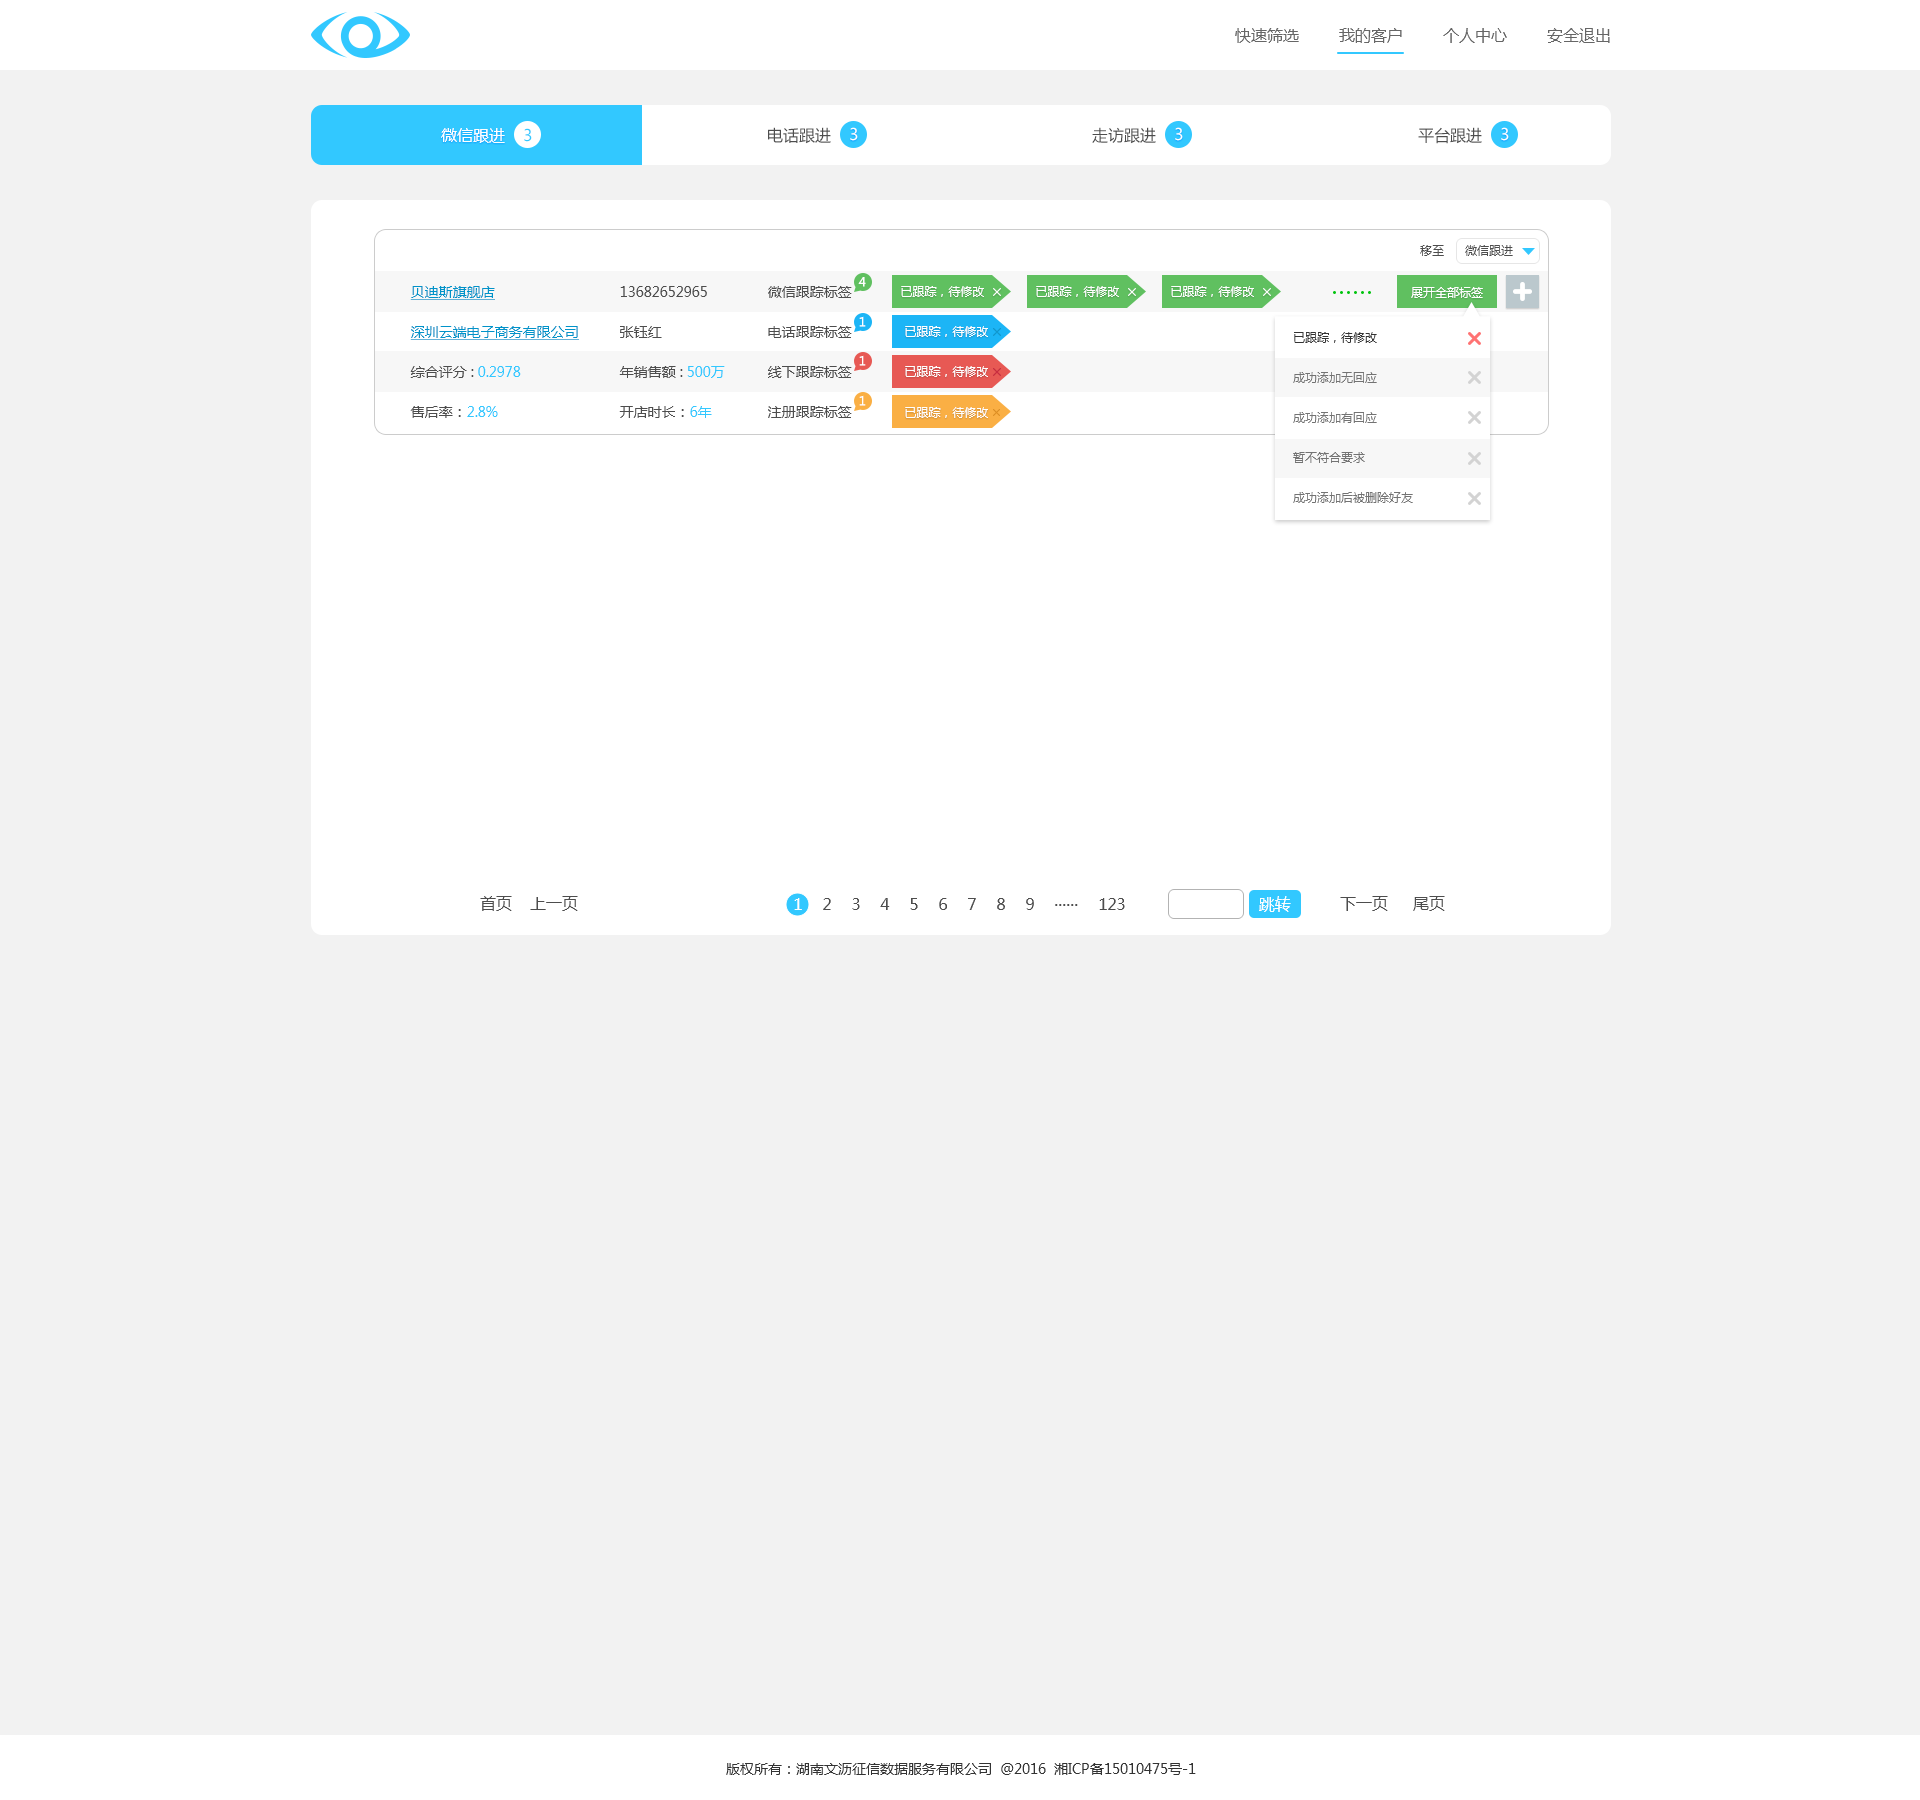 快速筛选 我的客户 个人中心 安全退出
微信跟进 3 电话跟进 3 走访跟进 3 平台跟进 3
移至 微信跟进
贝迪斯旗舰店 13682652965 微信跟踪标签 4 已跟踪，待修改 × 已跟踪，待修改 × 已跟踪，待修改 × ······ 展开全部标签
深圳云端电子商务有限公司 张钰红 电话跟踪标签 1 已跟踪，待修改 ×
已跟踪，待修改
综合评分 : 0.2978 年销售额 : 500万 线下跟踪标签 1 已跟踪，待修改 ×
成功添加无回应
售后率：2.8% 开店时长：6年 注册跟踪标签 1 已跟踪，待修改 ×
成功添加有回应
暂不符合要求
成功添加后被删除好友
首页 上一页 1 2 3 4 5 6 7 8 9 ······ 123 跳转 下一页 尾页
版权所有：湖南文沥征信数据服务有限公司 @2016 湘ICP备15010475号-1